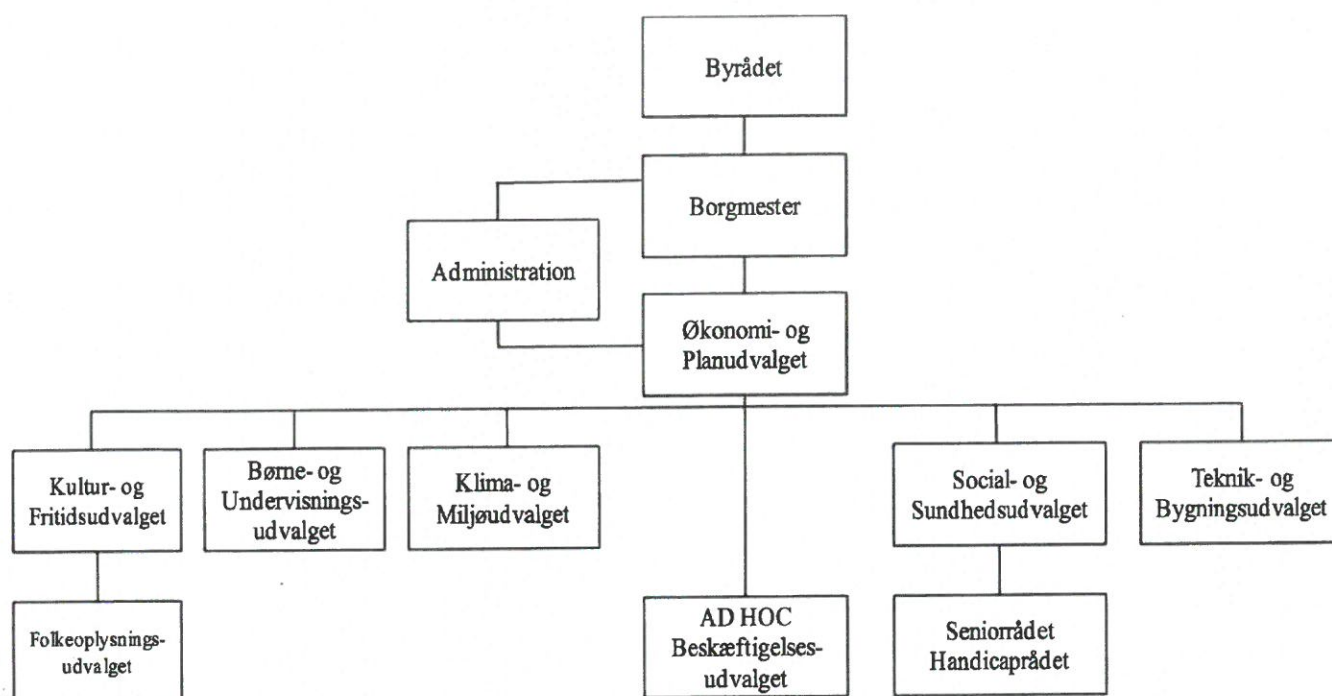 Byrådet
Borgmester
Administration
Økonomi- og
Planudvalget
Kultur- og
Fritidsudvalget
Børne- og
Undervisnings-
udvalget
Klima- og
Miljøudvalget
Social- og
Sundhedsudvalget
Teknik- og
Bygningsudvalget
Folkeoplysnings-
udvalget
AD HOC
Beskæftigelses-
udvalget
Seniorrådet
Handicaprådet